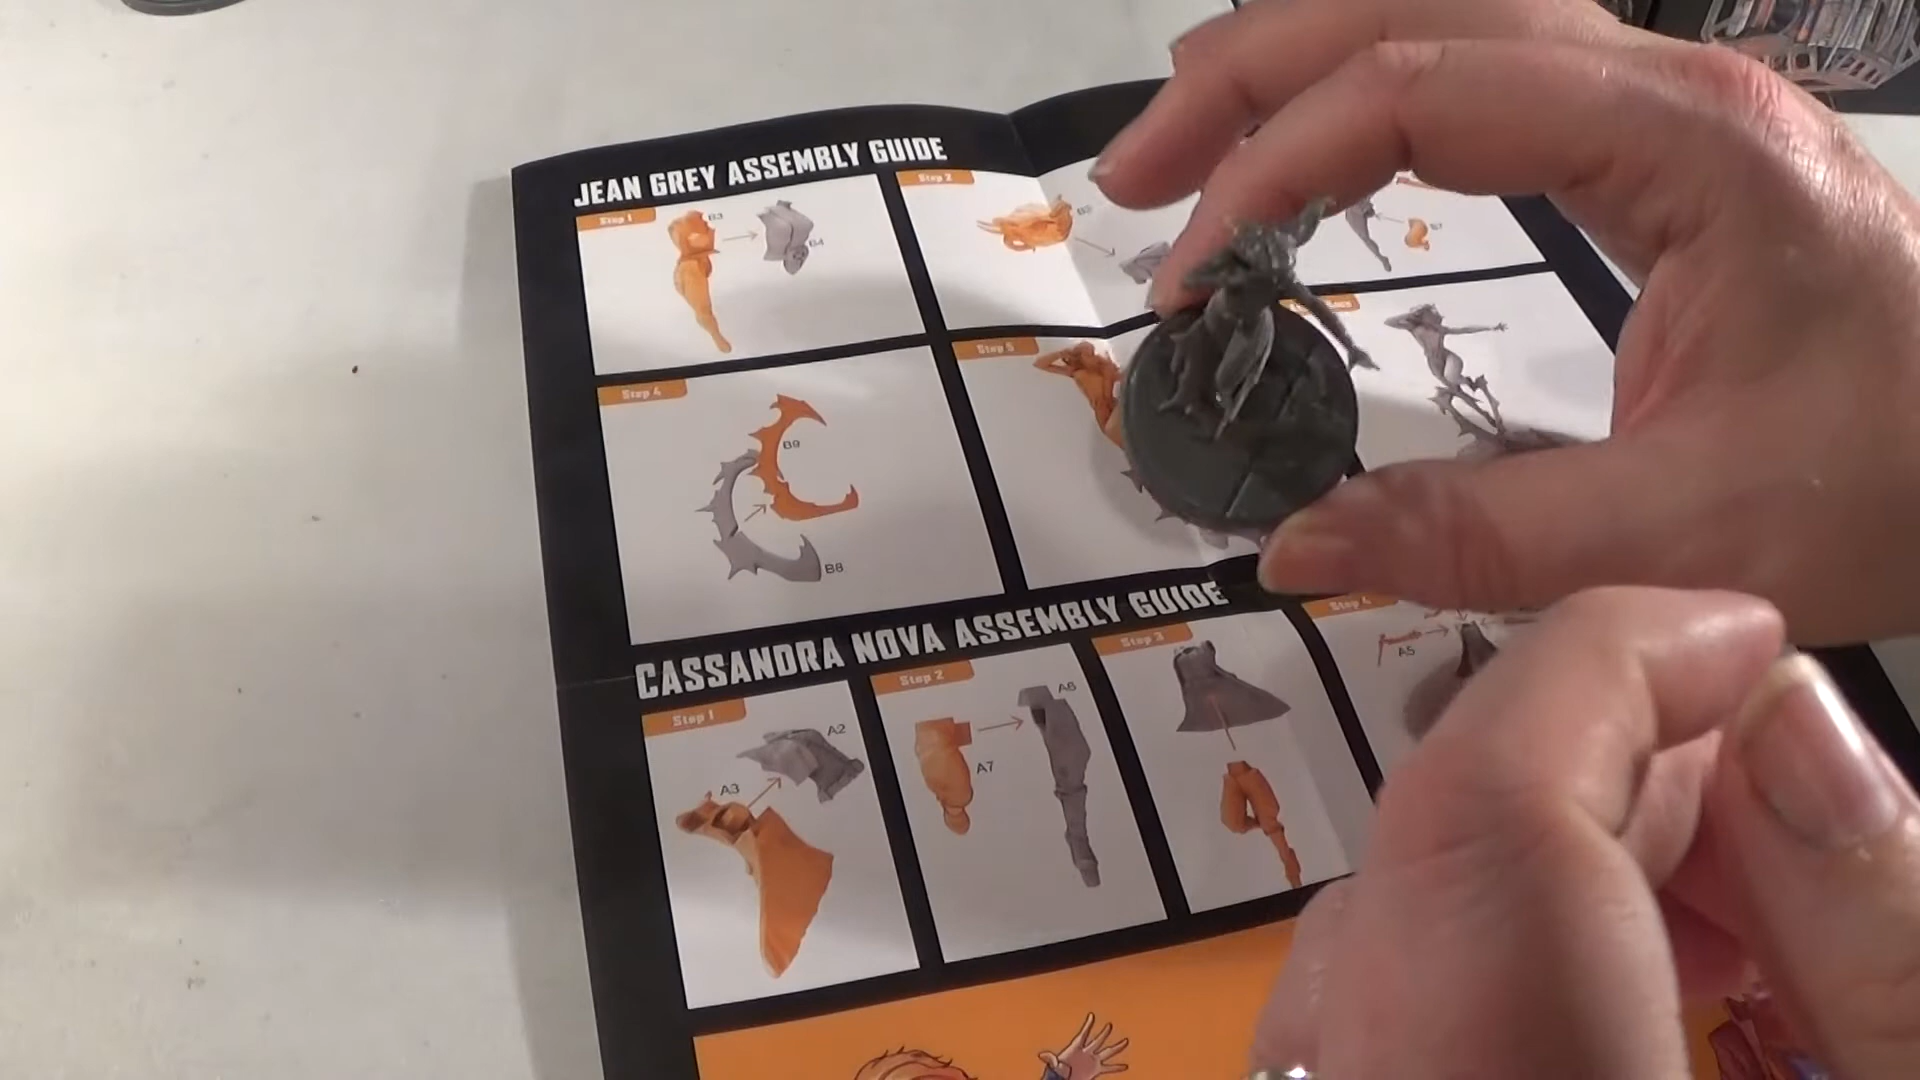 JEAN GREY ASSEMBLY GUIDE
Step 1
B3
B4
Step 2
Step 4
B9
B8
Step 5
CASSANDRA NOVA ASSEMBLY GUIDE
Step 1
A2
A3
Step 2
A7
Step 3
Step 4
A5